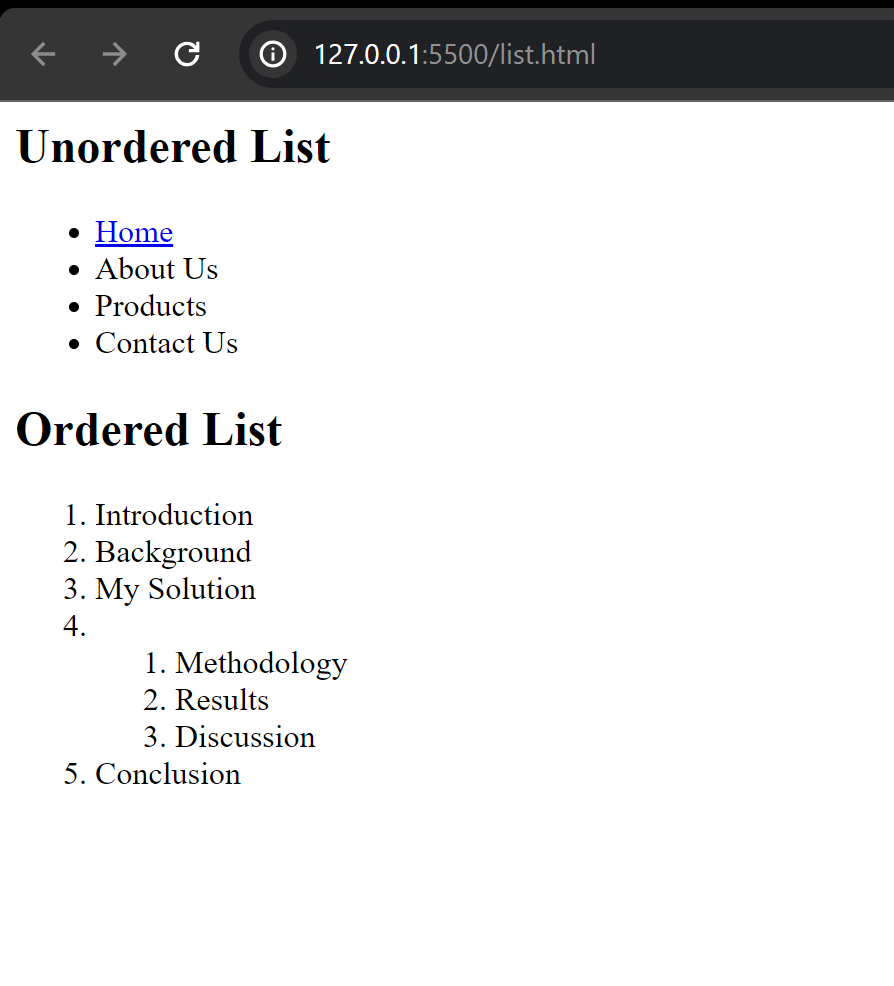 127.0.0.1:5500/list.html
Unordered List
• Home
• About Us
• Products
• Contact Us
Ordered List
1. Introduction
2. Background
3. My Solution
4.
1. Methodology
2. Results
3. Discussion
5. Conclusion